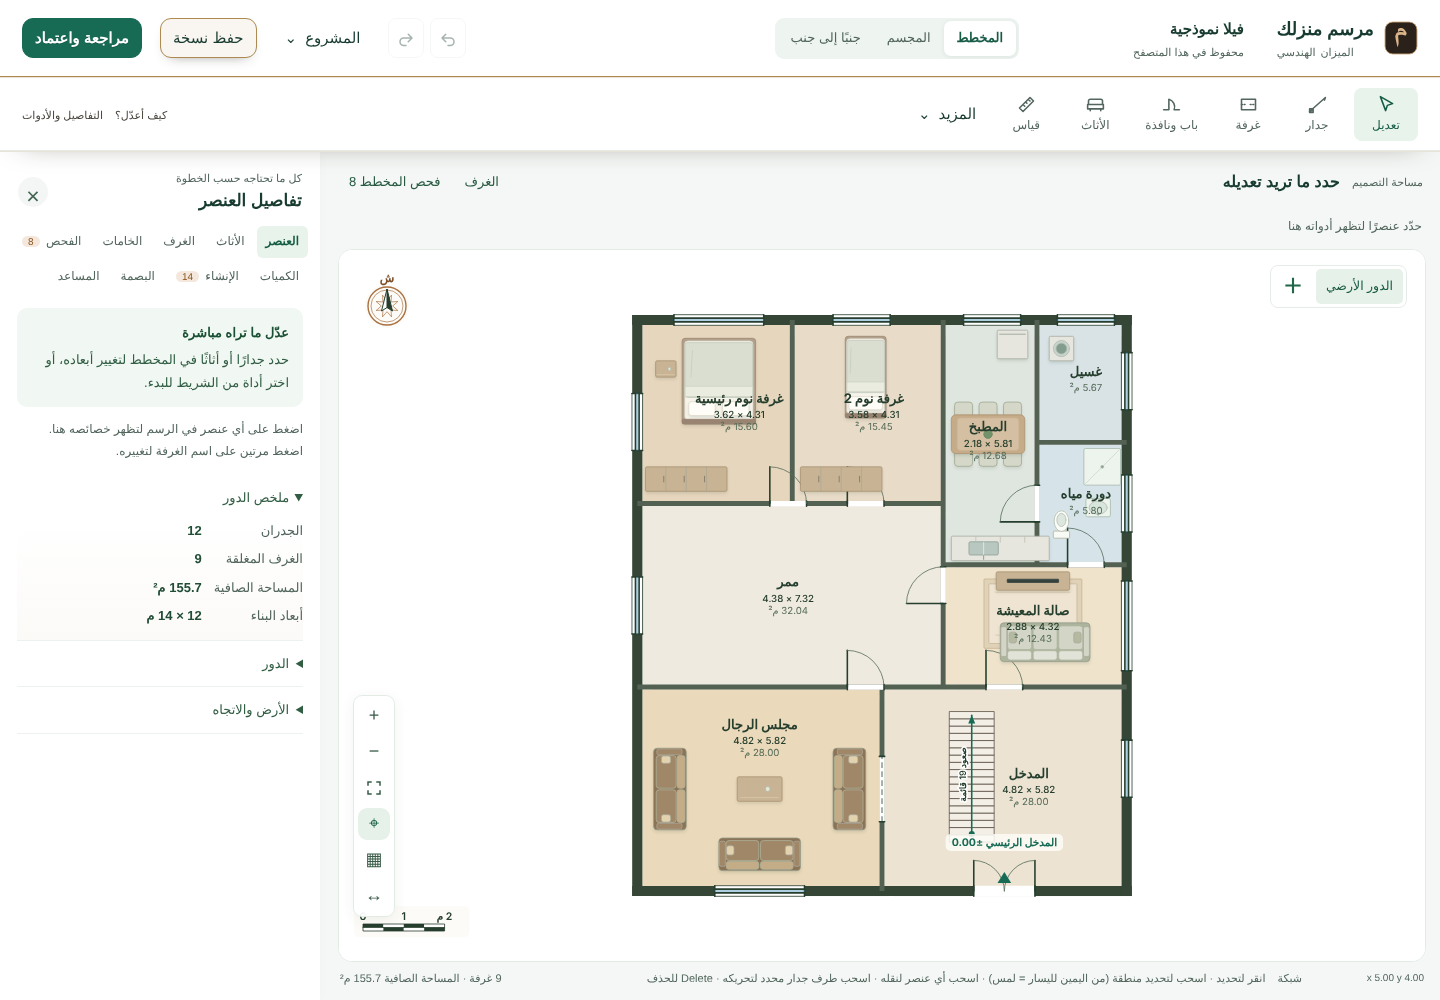 مرسم منزلك
الميزان الهندسي
فيلا نموذجية
محفوظ في هذا المتصفح
المخطط
المجسم
جنبًا إلى جنب
المشروع
حفظ نسخة
مراجعة واعتماد
تعديل
جدار
غرفة
باب ونافذة
الأثاث
قياس
المزيد
كيف أعدّل؟
التفاصيل والأدوات
مساحة التصميم
حدد ما تريد تعديله
الغرف
فحص المخطط 8
حدّد عنصرًا لتظهر أدواته هنا
الدور الأرضي
ش
غرفة نوم رئيسية
3.62 × 4.31
15.60 م²
غرفة نوم 2
3.58 × 4.31
15.45 م²
المطبخ
2.18 × 5.81
12.68 م²
غسيل
5.67 م²
دورة مياه
5.80 م²
ممر
4.38 × 7.32
32.04 م²
صالة المعيشة
2.88 × 4.32
12.43 م²
مجلس الرجال
4.82 × 5.82
28.00 م²
المدخل
4.82 × 5.82
28.00 م²
صعود 19 قائمة
المدخل الرئيسي ±0.00
0 1 2 م
x 5.00 y 4.00
شبكة
انقر لتحديد · اسحب لتحديد منطقة (من اليمين لليسار = لمس) · اسحب أي عنصر لنقله · اسحب طرف جدار محدد لتحريكه · Delete للحذف
9 غرفة · المساحة الصافية 155.7 م²
كل ما تحتاجه حسب الخطوة
تفاصيل العنصر
العنصر
الأثاث
الغرف
الخامات
الفحص 8
الكميات
الإنشاء 14
البصمة
المساعد
عدّل ما تراه مباشرة
حدد جدارًا أو أثاثًا في المخطط لتغيير أبعاده، أو
اختر أداة من الشريط للبدء.
اضغط على أي عنصر في الرسم لتظهر خصائصه هنا.
اضغط مرتين على اسم الغرفة لتغييره.
ملخص الدور
الجدران 12
الغرف المغلقة 9
المساحة الصافية 155.7 م²
أبعاد البناء 12 × 14 م
الدور
الأرض والاتجاه